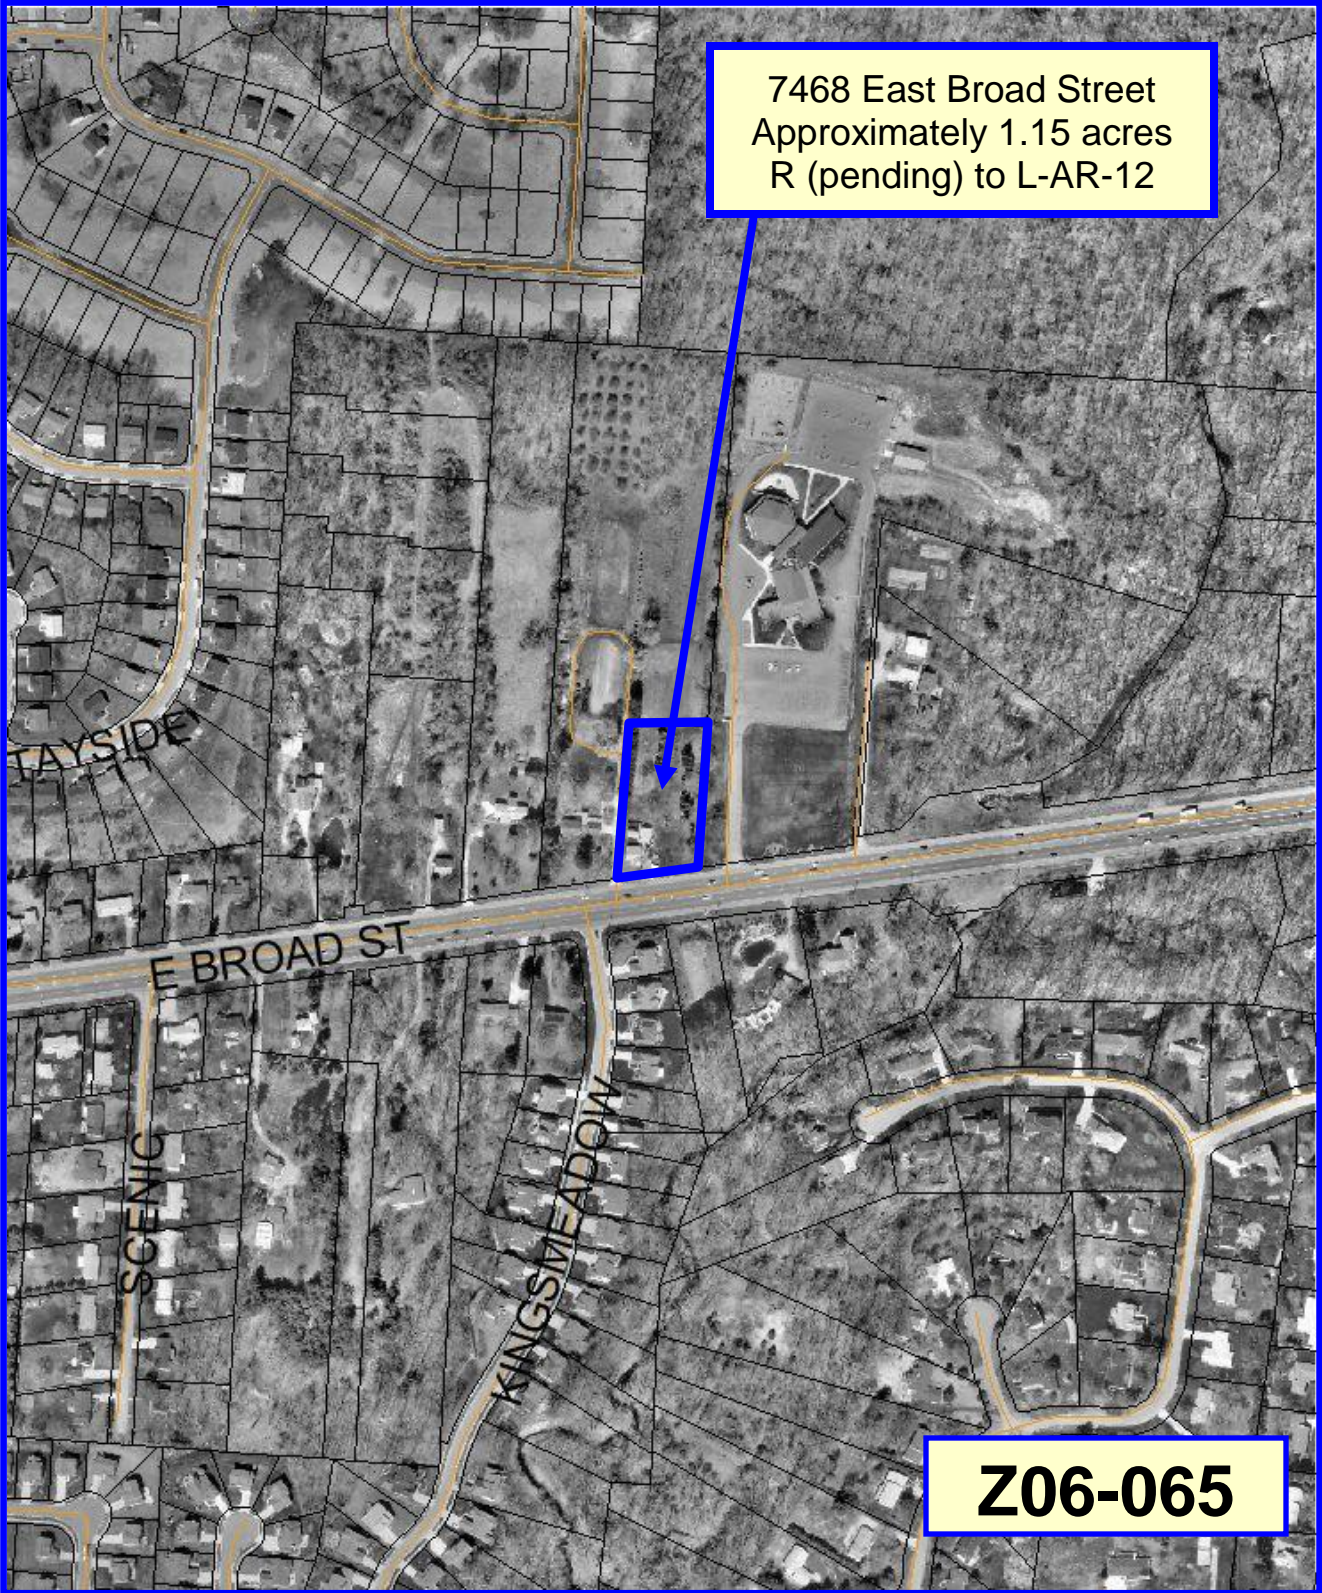 7468 East Broad Street
Approximately 1.15 acres
R (pending) to L-AR-12
TAYSIDE
E BROAD ST
SCENIC
KINGSMEADOW
Z06-065